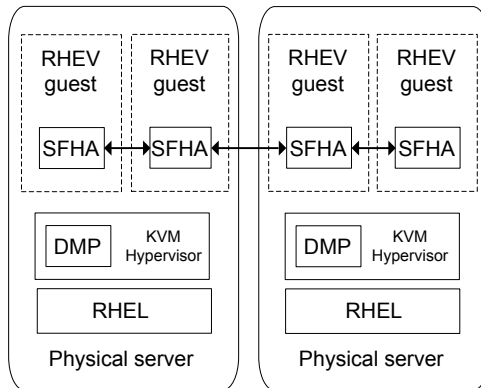 RHEV
guest
RHEV
guest
SFHA
SFHA
DMP
KVM
Hypervisor
RHEL
Physical server
RHEV
guest
RHEV
guest
SFHA
SFHA
DMP
KVM
Hypervisor
RHEL
Physical server